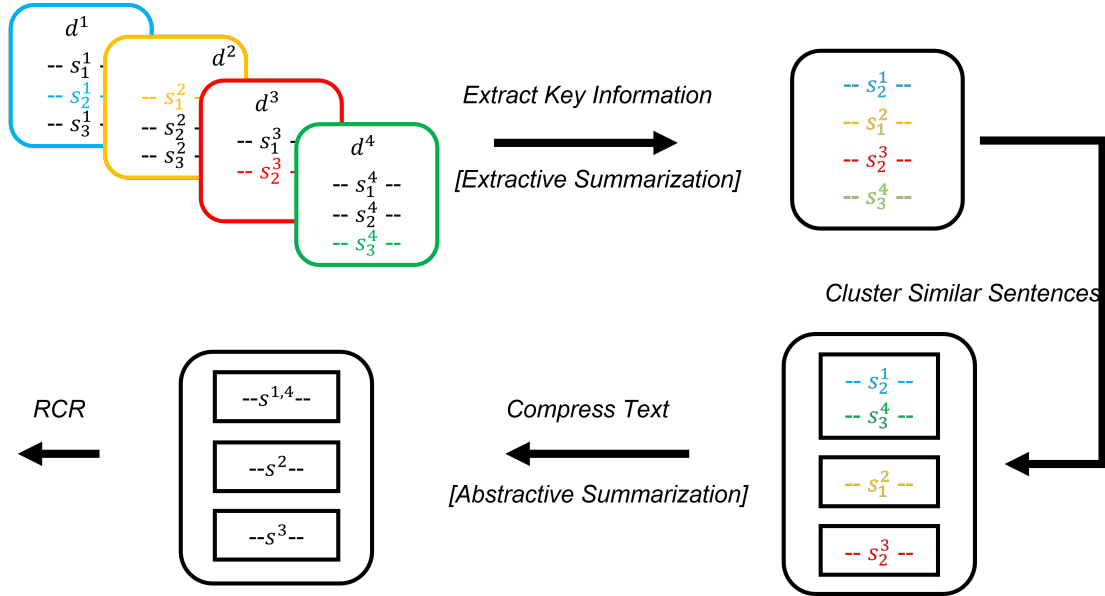 d¹
-- s₁¹ --
-- s₂¹ --
-- s₃¹ --
d²
-- s₁² --
-- s₂² --
-- s₃² --
d³
-- s₁³ --
-- s₂³ --
d⁴
-- s₁⁴ --
-- s₂⁴ --
-- s₃⁴ --
Extract Key Information
[Extractive Summarization]
-- s₂¹ --
-- s₁² --
-- s₂³ --
-- s₃⁴ --
Cluster Similar Sentences
-- s₂¹ --
-- s₃⁴ --
-- s₁² --
-- s₂³ --
Compress Text
[Abstractive Summarization]
--s¹,⁴--
--s²--
--s³--
RCR